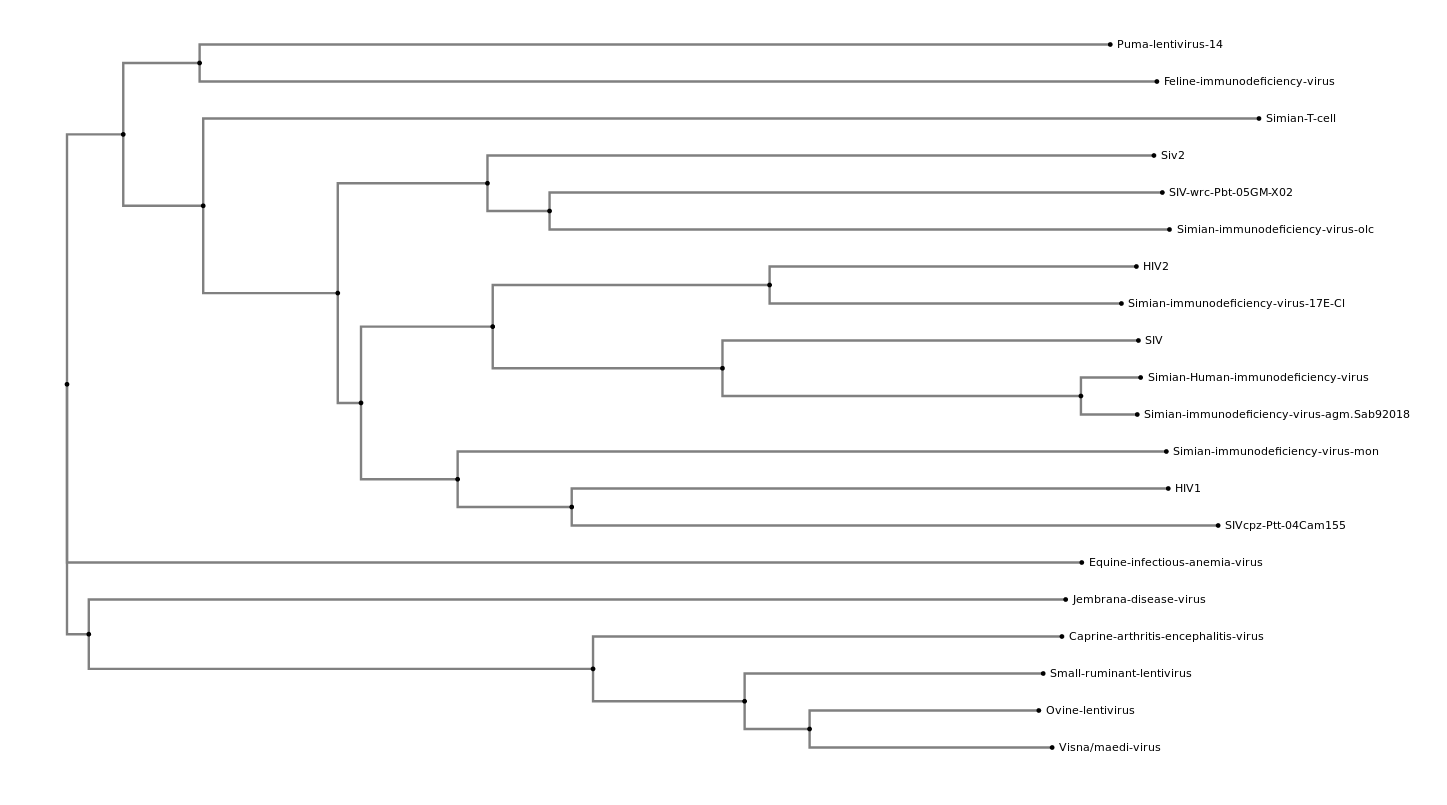 Puma-lentivirus-14
Feline-immunodeficiency-virus
Simian-T-cell
Siv2
SIV-wrc-Pbt-05GM-X02
Simian-immunodeficiency-virus-olc
HIV2
Simian-immunodeficiency-virus-17E-Cl
SIV
Simian-Human-immunodeficiency-virus
Simian-immunodeficiency-virus-agm.Sab92018
Simian-immunodeficiency-virus-mon
HIV1
SIVcpz-Ptt-04Cam155
Equine-infectious-anemia-virus
Jembrana-disease-virus
Caprine-arthritis-encephalitis-virus
Small-ruminant-lentivirus
Ovine-lentivirus
Visna/maedi-virus